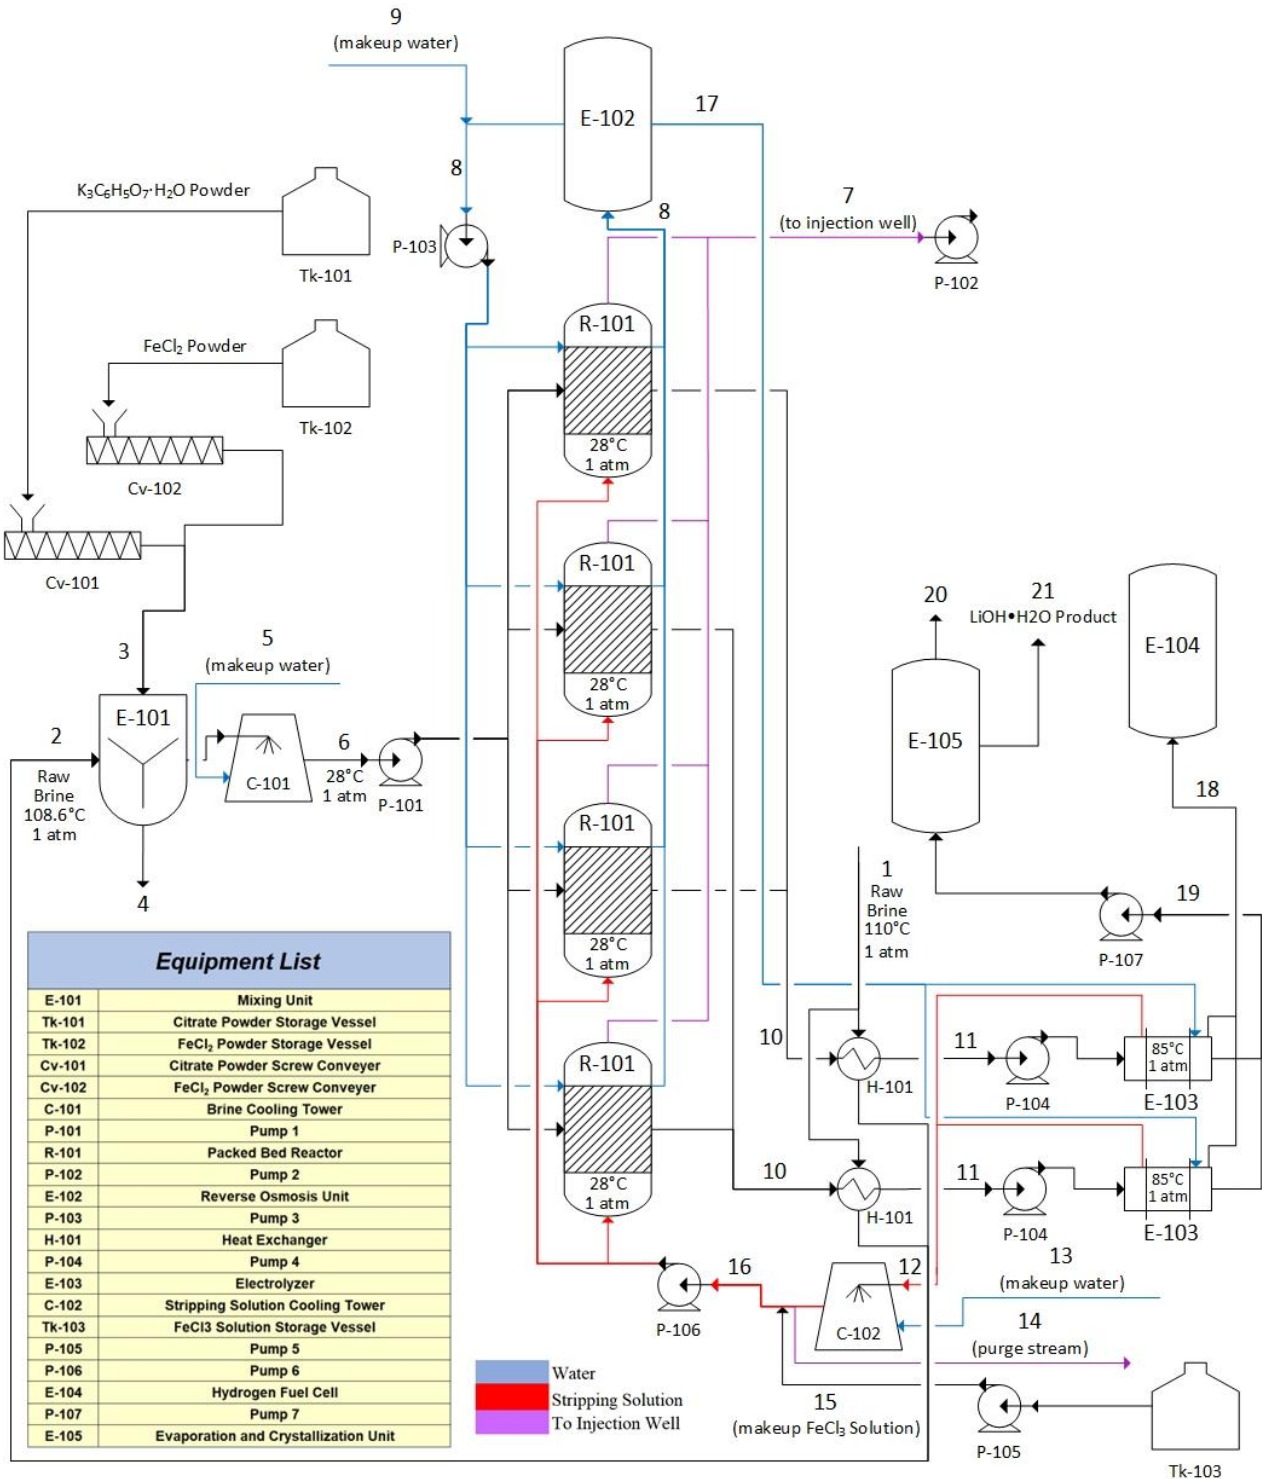 9
(makeup water)
E-102
17
8
K₃C₆H₅O₇·H₂O Powder
Tk-101
P-103
8
7
(to injection well)
P-102
FeCl₂ Powder
Tk-102
Cv-102
Cv-101
R-101
28°C
1 atm
R-101
28°C
1 atm
R-101
28°C
1 atm
R-101
28°C
1 atm
3
5
(makeup water)
E-101
2
Raw
Brine
108.6°C
1 atm
4
C-101
6
28°C
1 atm
P-101
20
21
LiOH•H2O Product
E-105
E-104
18
19
P-107
1
Raw
Brine
110°C
1 atm
10
H-101
11
P-104
85°C
1 atm
E-103
10
H-101
11
P-104
85°C
1 atm
E-103
16
P-106
12
C-102
13
(makeup water)
14
(purge stream)
15
(makeup FeCl₃ Solution)
P-105
Tk-103
Equipment List
E-101 Mixing Unit
Tk-101 Citrate Powder Storage Vessel
Tk-102 FeCl₂ Powder Storage Vessel
Cv-101 Citrate Powder Screw Conveyer
Cv-102 FeCl₂ Powder Screw Conveyer
C-101 Brine Cooling Tower
P-101 Pump 1
R-101 Packed Bed Reactor
P-102 Pump 2
E-102 Reverse Osmosis Unit
P-103 Pump 3
H-101 Heat Exchanger
P-104 Pump 4
E-103 Electrolyzer
C-102 Stripping Solution Cooling Tower
Tk-103 FeCl3 Solution Storage Vessel
P-105 Pump 5
P-106 Pump 6
E-104 Hydrogen Fuel Cell
P-107 Pump 7
E-105 Evaporation and Crystallization Unit
Water
Stripping Solution
To Injection Well